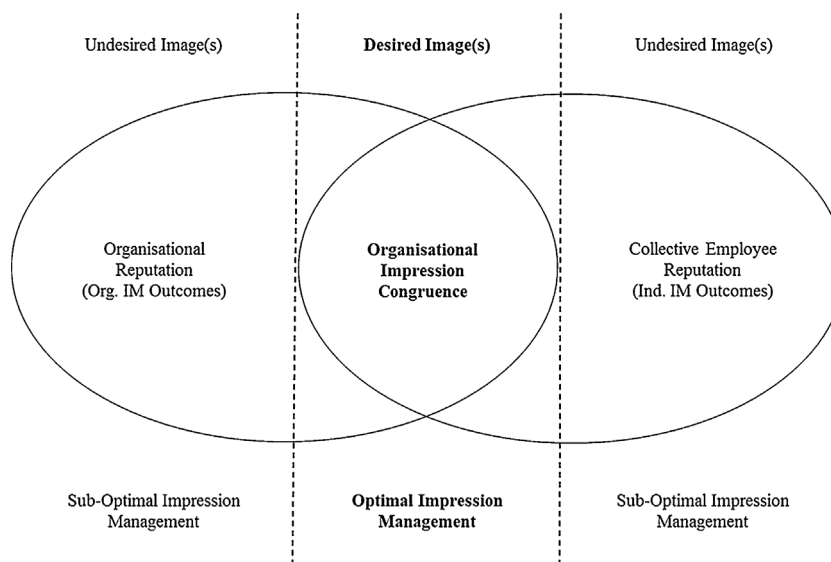 Undesired Image(s)
Desired Image(s)
Undesired Image(s)
Organisational
Reputation
(Org. IM Outcomes)
Organisational
Impression
Congruence
Collective Employee
Reputation
(Ind. IM Outcomes)
Sub-Optimal Impression
Management
Optimal Impression
Management
Sub-Optimal Impression
Management